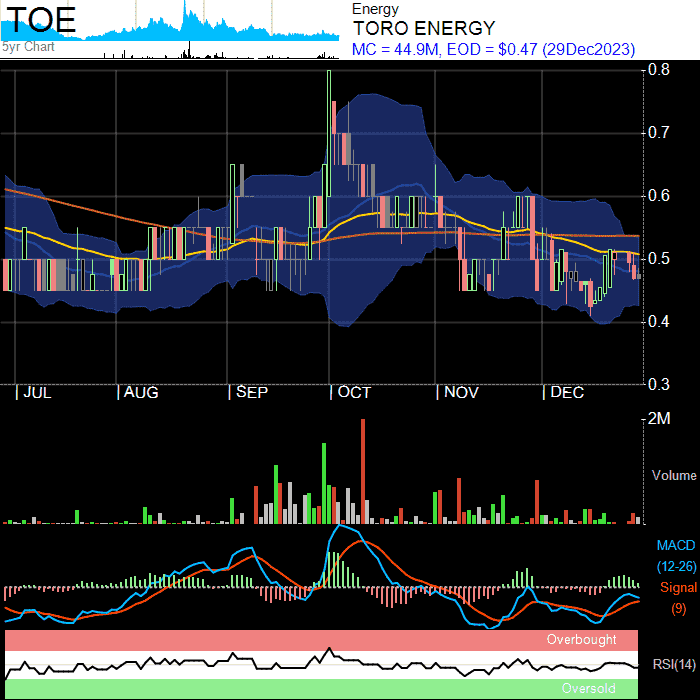 TOE
5yr Chart
Energy
TORO ENERGY
MC = 44.9M, EOD = $0.47 (29Dec2023)
0.8
0.7
0.6
0.5
0.4
0.3
| JUL | AUG | SEP | OCT | NOV | DEC
2M
Volume
MACD
(12-26)
Signal
(9)
Overbought
RSI(14)
Oversold